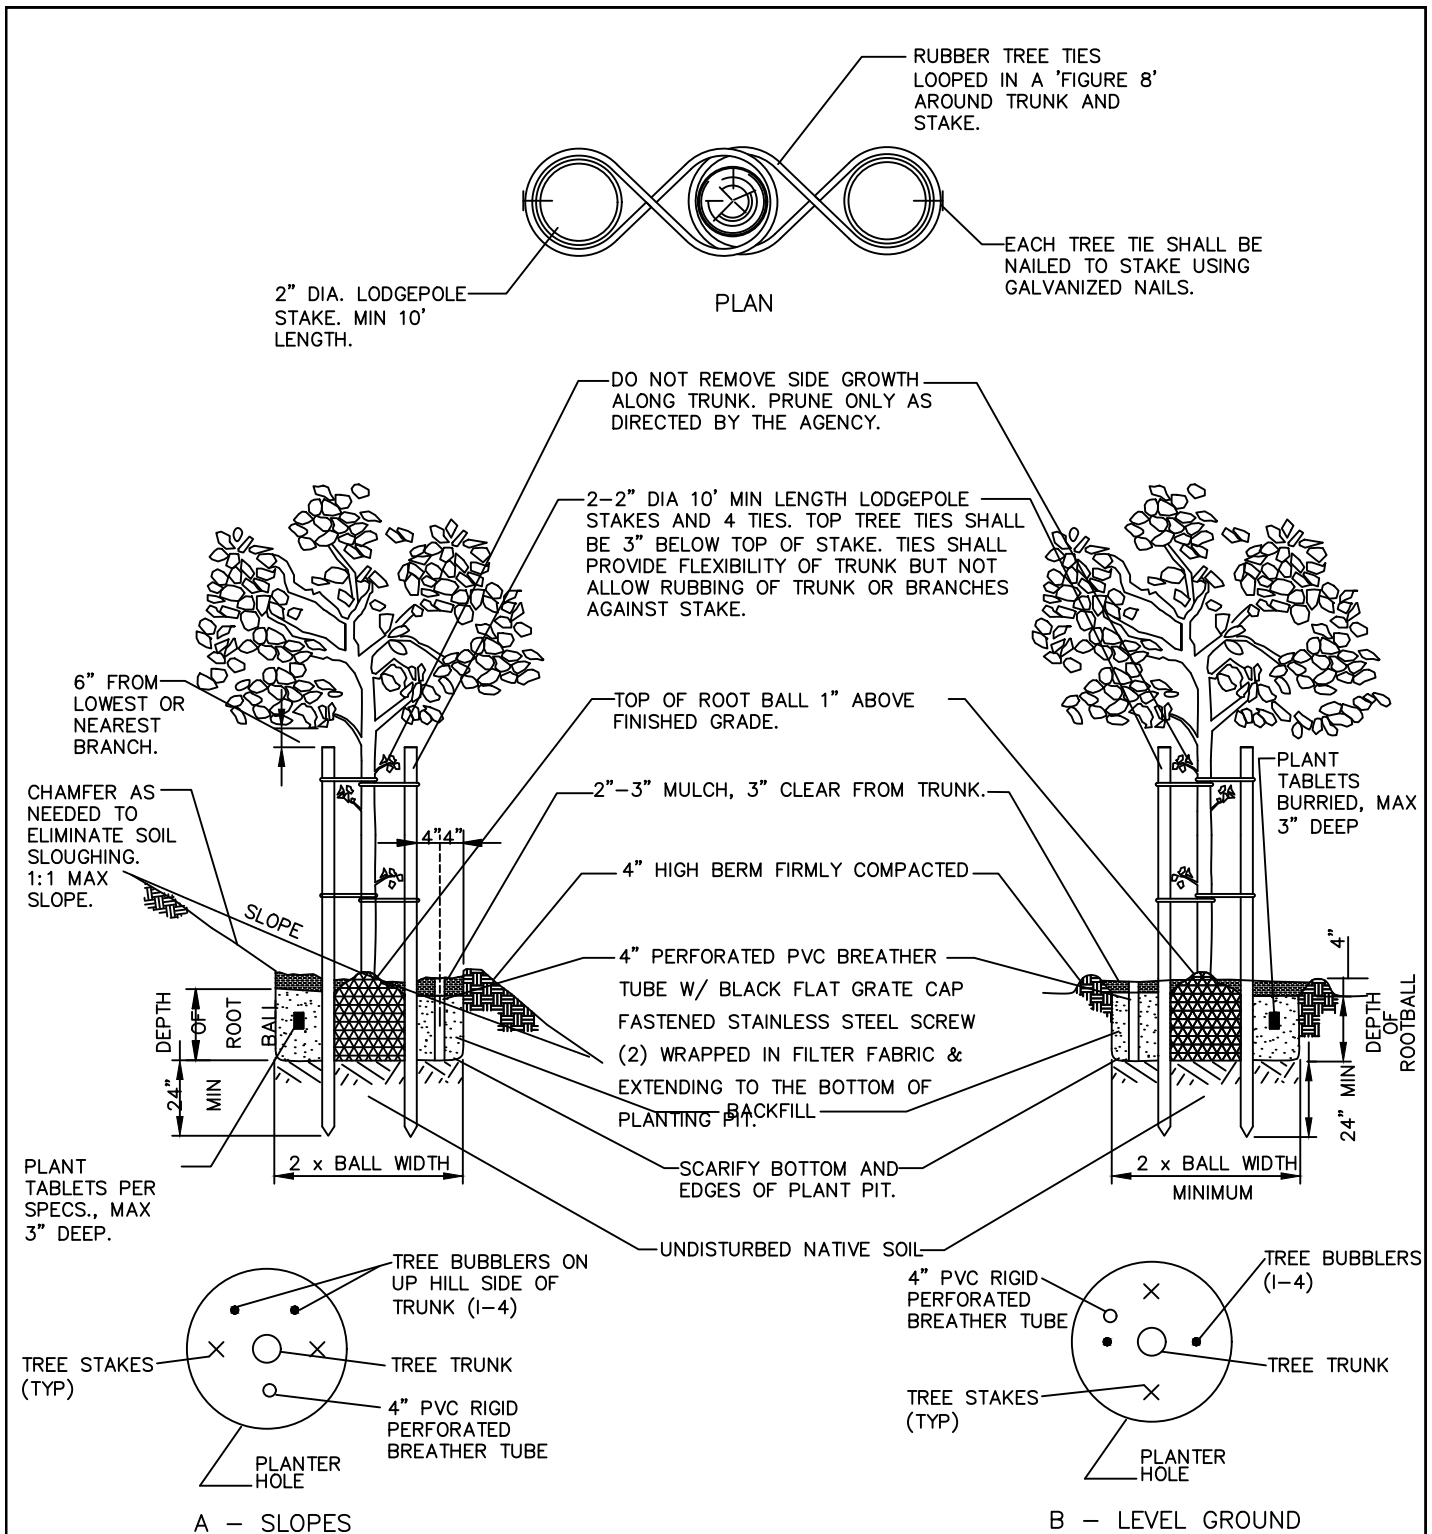 RUBBER TREE TIES
LOOPED IN A 'FIGURE 8'
AROUND TRUNK AND
STAKE.
EACH TREE TIE SHALL BE
NAILED TO STAKE USING
GALVANIZED NAILS.
2" DIA. LODGEPOLE
STAKE. MIN 10'
LENGTH.
PLAN
DO NOT REMOVE SIDE GROWTH
ALONG TRUNK. PRUNE ONLY AS
DIRECTED BY THE AGENCY.
2-2" DIA 10' MIN LENGTH LODGEPOLE
STAKES AND 4 TIES. TOP TREE TIES SHALL
BE 3" BELOW TOP OF STAKE. TIES SHALL
PROVIDE FLEXIBILITY OF TRUNK BUT NOT
ALLOW RUBBING OF TRUNK OR BRANCHES
AGAINST STAKE.
6" FROM
LOWEST OR
NEAREST
BRANCH.
TOP OF ROOT BALL 1" ABOVE
FINISHED GRADE.
PLANT
TABLETS
BURRIED, MAX
3" DEEP
CHAMFER AS
NEEDED TO
ELIMINATE SOIL
SLOUGHING.
1:1 MAX
SLOPE.
2"-3" MULCH, 3" CLEAR FROM TRUNK.
4" 4"
4" HIGH BERM FIRMLY COMPACTED
SLOPE
4" PERFORATED PVC BREATHER
TUBE W/ BLACK FLAT GRATE CAP
FASTENED STAINLESS STEEL SCREW
(2) WRAPPED IN FILTER FABRIC &
EXTENDING TO THE BOTTOM OF
PLANTING PIT.
BACKFILL
DEPTH
OF
ROOT
BALL
24"
MIN
4"
DEPTH
OF
ROOTBALL
24" MIN
PLANT
TABLETS PER
SPECS., MAX
3" DEEP.
2 x BALL WIDTH
SCARIFY BOTTOM AND
EDGES OF PLANT PIT.
2 x BALL WIDTH
MINIMUM
UNDISTURBED NATIVE SOIL
TREE BUBBLERS ON
UP HILL SIDE OF
TRUNK (1-4)
TREE STAKES
(TYP)
TREE TRUNK
4" PVC RIGID
PERFORATED
BREATHER TUBE
PLANTER
HOLE
A - SLOPES
4" PVC RIGID
PERFORATED
BREATHER TUBE
TREE BUBBLERS
(1-4)
TREE TRUNK
TREE STAKES
(TYP)
PLANTER
HOLE
B - LEVEL GROUND